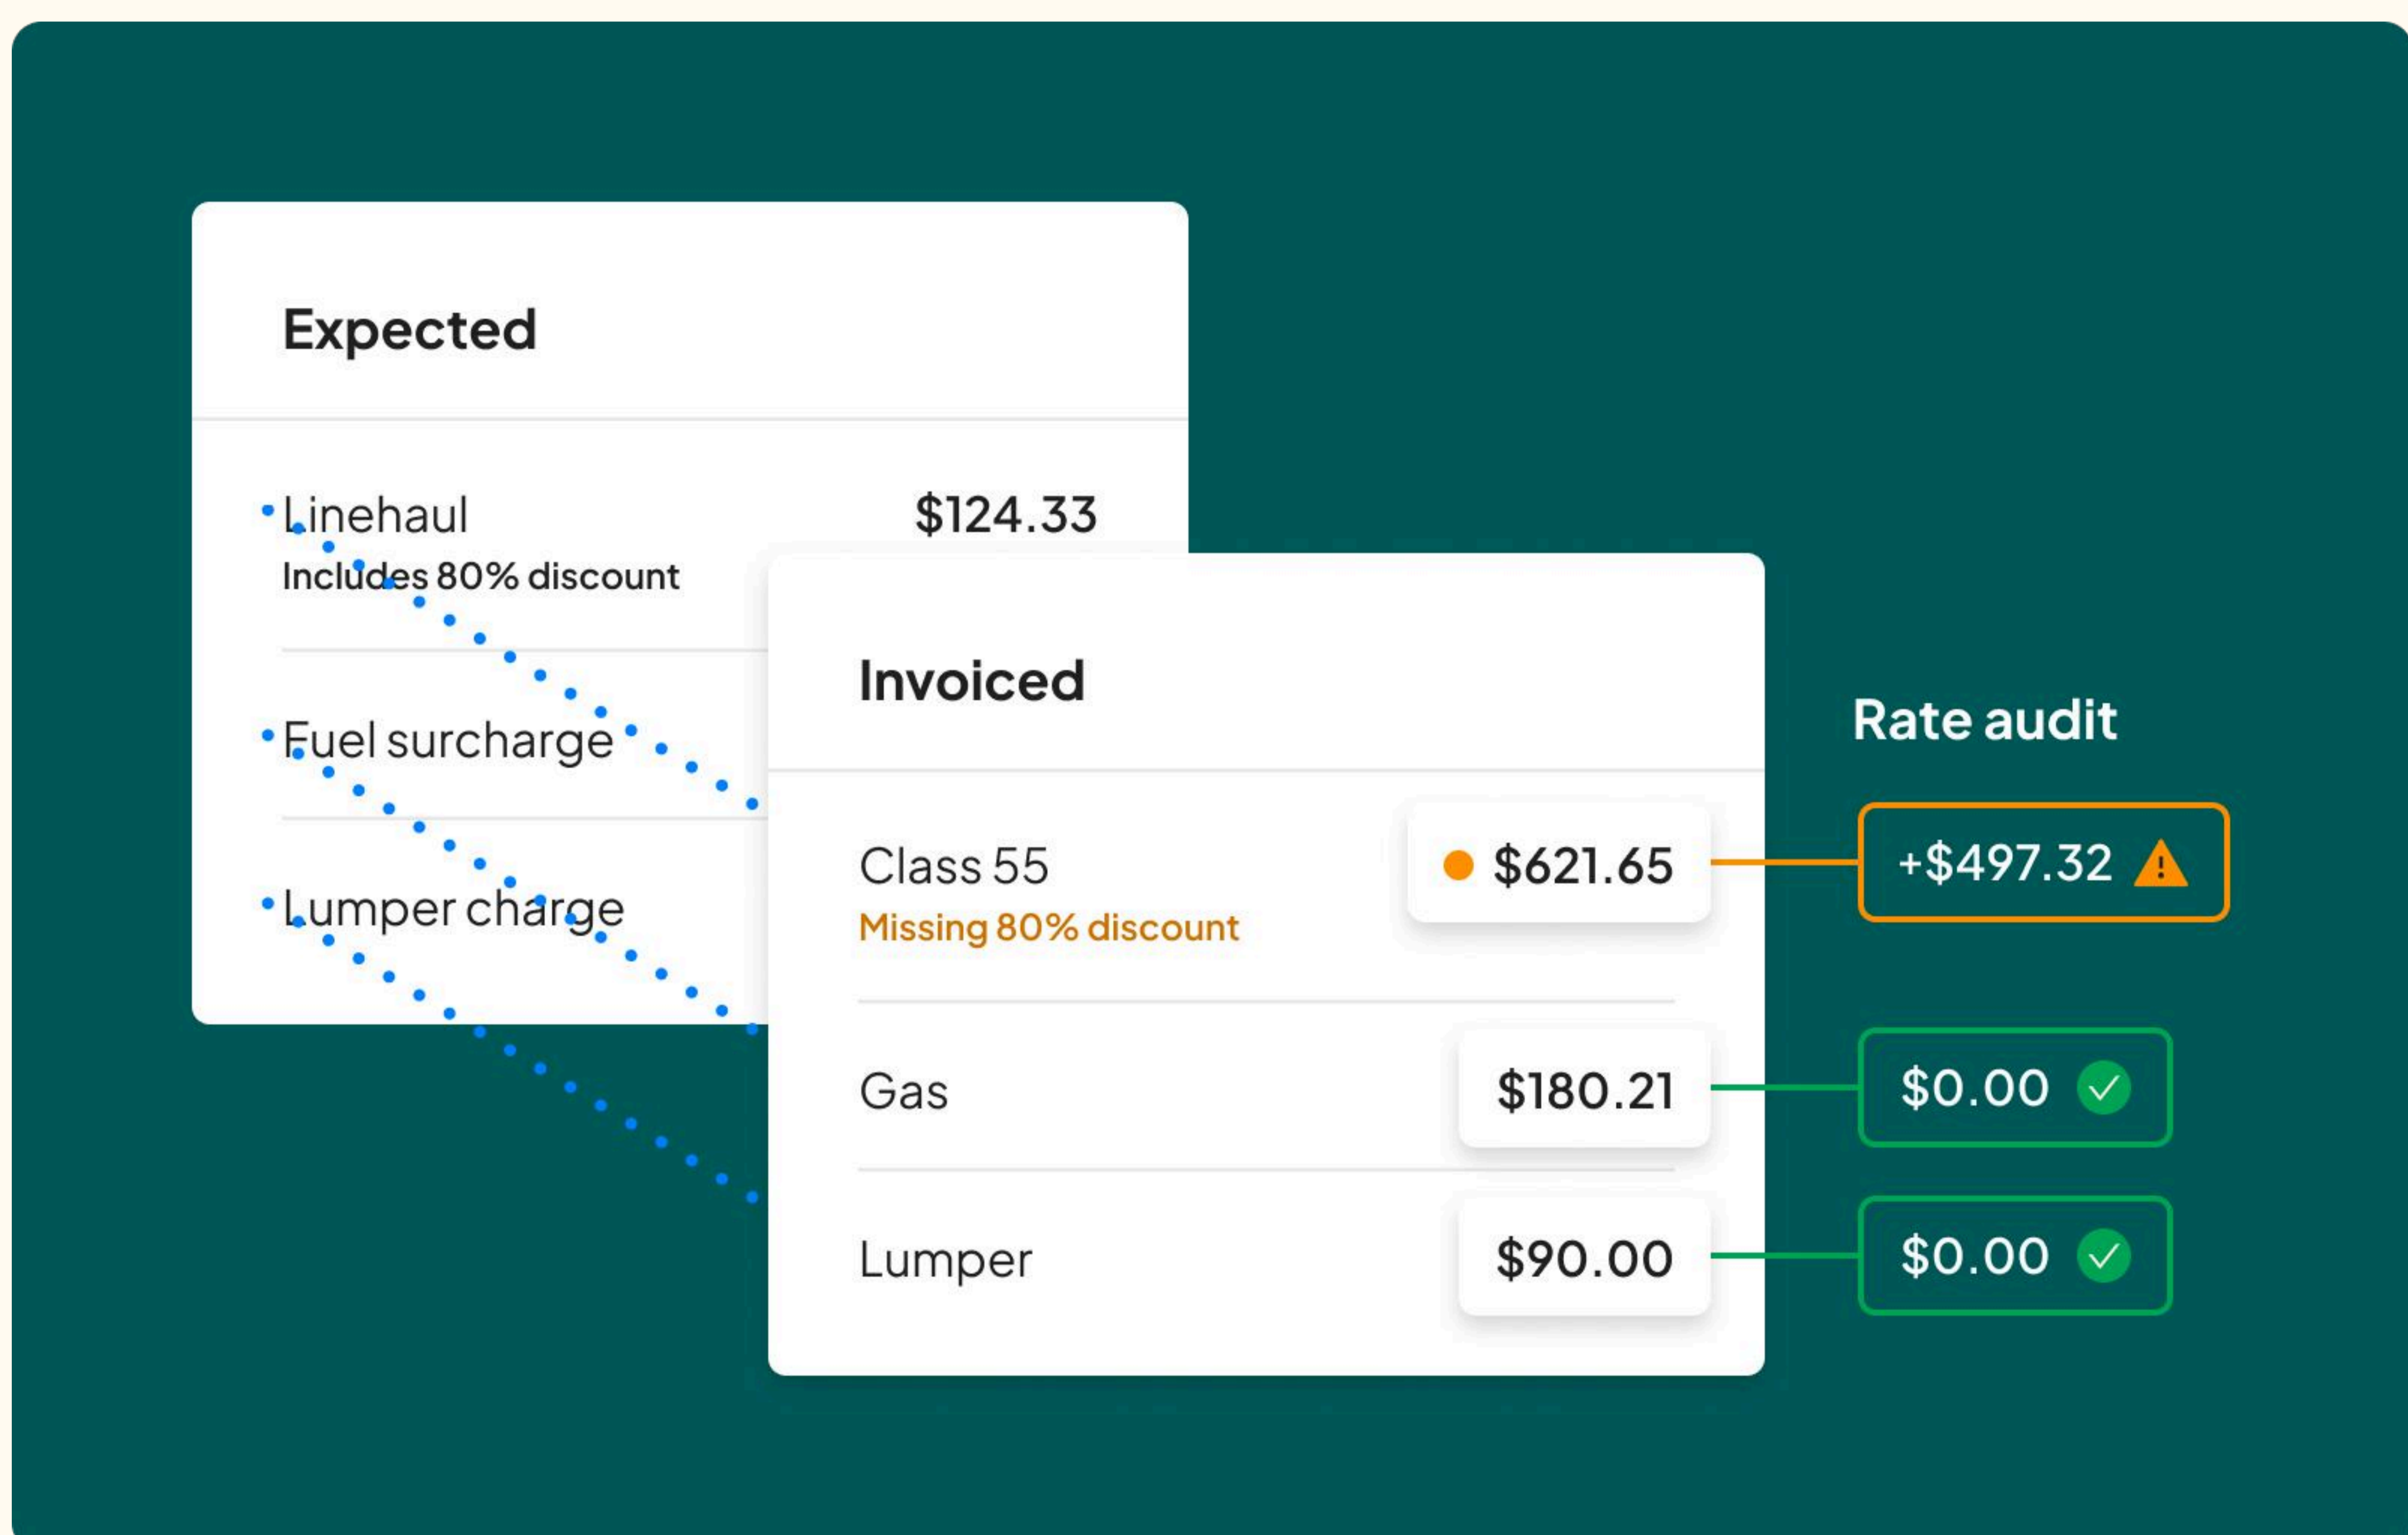 Expected
Linehaul $124.33
Includes 80% discount
Fuel surcharge
Lumper charge
Invoiced
Class 55 $621.65
Missing 80% discount
Gas $180.21
Lumper $90.00
Rate audit
+$497.32
$0.00
$0.00